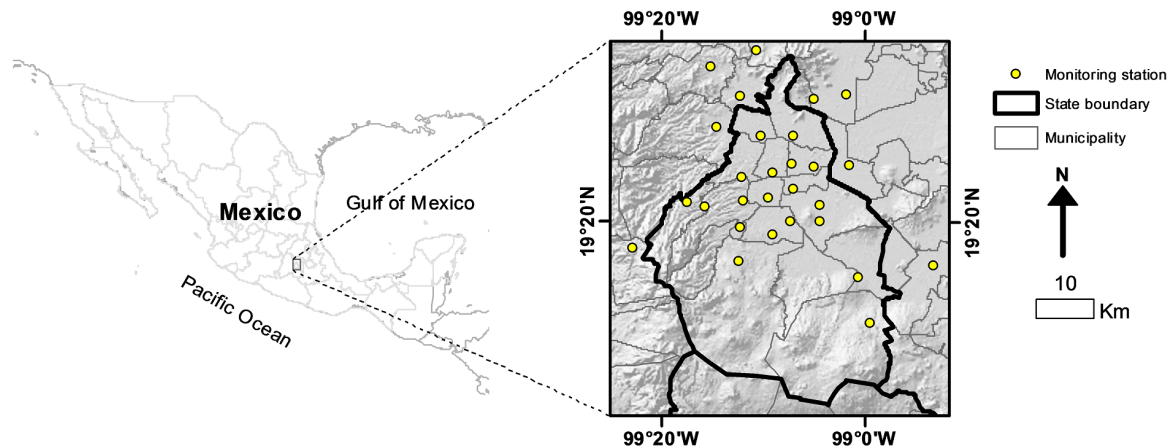 99°20'W 99°0'W
Mexico
Gulf of Mexico
Pacific Ocean
19°20'N
19°20'N
99°20'W 99°0'W
Monitoring station
State boundary
Municipality
N
10
Km